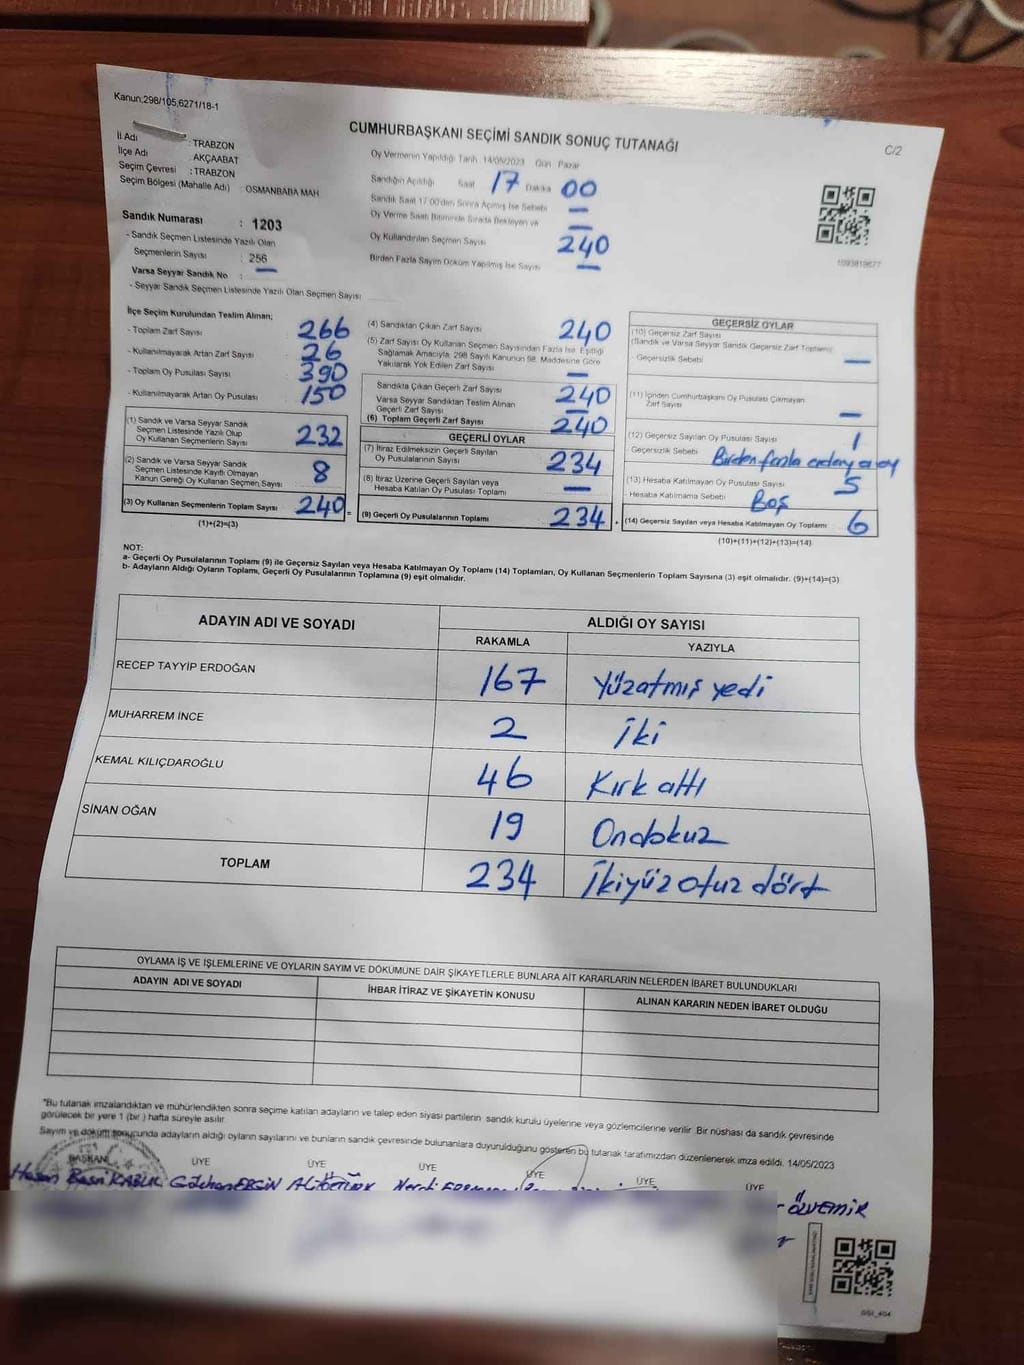 Kanun;298/105,6271/18-1
CUMHURBAŞKANI SEÇİMİ SANDIK SONUÇ TUTANAĞI
C/2
İl Adı : TRABZON
İlçe Adı : AKÇAABAT
Seçim Çevresi : TRABZON
Seçim Bölgesi (Mahalle Adı) : OSMANBABA MAH
Sandık Numarası : 1203
- Sandık Seçmen Listesinde Yazılı Olan
Seçmenlerin Sayısı : 256
Varsa Seyyar Sandık No : —
- Seyyar Sandık Seçmen Listesinde Yazılı Olan Seçmen Sayısı
Oy Vermenin Yapıldığı Tarih 14/05/2023 Gün Pazar
Sandığın Açıldığı Saat 17 Dakika 00
Sandık Saat 17.00'den Sonra Açılmış İse Sebebi —
Oy Verme Saati Bitiminde Sırada Bekleyen ve —
Oy Kullandırılan Seçmen Sayısı 240
Birden Fazla Sayım Döküm Yapılmış İse Sayısı —
1093819677
İlçe Seçim Kurulundan Teslim Alınan;
- Toplam Zarf Sayısı : 266
- Kullanılmayarak Artan Zarf Sayısı : 26
- Toplam Oy Pusulası Sayısı : 390
- Kullanılmayarak Artan Oy Pusulası : 150
(1) Sandık ve Varsa Seyyar Sandık
Seçmen Listesinde Yazılı Olup
Oy Kullanan Seçmenlerin Sayısı : 232
(2) Sandık ve Varsa Seyyar Sandık
Seçmen Listesinde Kayıtlı Olmayan
Kanun Gereği Oy Kullanan Seçmen Sayısı : 8
(3) Oy Kullanan Seçmenlerin Toplam Sayısı : 240 =
(1)+(2)=(3)
(4) Sandıktan Çıkan Zarf Sayısı 240
(5) Zarf Sayısı Oy Kullanan Seçmen Sayısından Fazla İse, Eşitliği
Sağlamak Amacıyla, 298 Sayılı Kanunun 98. Maddesine Göre
Yakılarak Yok Edilen Zarf Sayısı —
Sandıkta Çıkan Geçerli Zarf Sayısı 240
Varsa Seyyar Sandıktan Teslim Alınan
Geçerli Zarf Sayısı —
(6) Toplam Geçerli Zarf Sayısı 240
GEÇERLİ OYLAR
(7) İtiraz Edilmeksizin Geçerli Sayılan
Oy Pusulalarının Sayısı 234
(8) İtiraz Üzerine Geçerli Sayılan veya
Hesaba Katılan Oy Pusulası Toplamı —
(9) Geçerli Oy Pusulalarının Toplamı 234 +
GEÇERSİZ OYLAR
(10) Geçersiz Zarf Sayısı
(Sandık ve Varsa Seyyar Sandık Geçersiz Zarf Toplamı)
- Geçersizlik Sebebi —
(11) İçinden Cumhurbaşkanı Oy Pusulası Çıkmayan
Zarf Sayısı —
(12) Geçersiz Sayılan Oy Pusulası Sayısı 1
Geçersizlik Sebebi Birden fazla adaya oy
(13) Hesaba Katılmayan Oy Pusulası Sayısı 5
Hesaba Katılmama Sebebi Boş
(14) Geçersiz Sayılan veya Hesaba Katılmayan Oy Toplamı 6
(10)+(11)+(12)+(13)=(14)
NOT:
a- Geçerli Oy Pusulalarının Toplamı (9) ile Geçersiz Sayılan veya Hesaba Katılmayan Oy Toplamı (14) Toplamları, Oy Kullanan Seçmenlerin Toplam Sayısına (3) eşit olmalıdır. (9)+(14)=(3)
b- Adayların Aldığı Oyların Toplamı, Geçerli Oy Pusulalarının Toplamına (9) eşit olmalıdır.
ADAYIN ADI VE SOYADI ALDIĞI OY SAYISI
RAKAMLA YAZIYLA
RECEP TAYYİP ERDOĞAN 167 Yüzatmış yedi
MUHARREM İNCE 2 İki
KEMAL KILIÇDAROĞLU 46 Kırk altı
SİNAN OĞAN 19 Ondokuz
TOPLAM 234 İkiyüz otuz dört
OYLAMA İŞ VE İŞLEMLERİNE VE OYLARIN SAYIM VE DÖKÜMÜNE DAİR ŞİKAYETLERLE BUNLARA AİT KARARLARIN NELERDEN İBARET BULUNDUKLARI
ADAYIN ADI VE SOYADI İHBAR İTİRAZ VE ŞİKAYETİN KONUSU ALINAN KARARIN NEDEN İBARET OLDUĞU
*Bu tutanak imzalandıktan ve mühürlendikten sonra seçime katılan adayların ve talep eden siyasi partilerin sandık kurulu üyelerine veya gözlemcilerine verilir. Bir nüshası da sandık çevresinde
görülecek bir yere 1 (bir ) hafta süreyle asılır.
Sayım ve döküm sonucunda adayların aldığı oyların sayılarını ve bunların sandık çevresinde bulunanlara duyurulduğunu gösteren bu tutanak tarafımızdan düzenlenerek imza edildi. 14/05/2023
BAŞKAN ÜYE ÜYE ÜYE ÜYE ÜYE ÜYE
Hasan Basri KABLIK Gökhan ERGİN